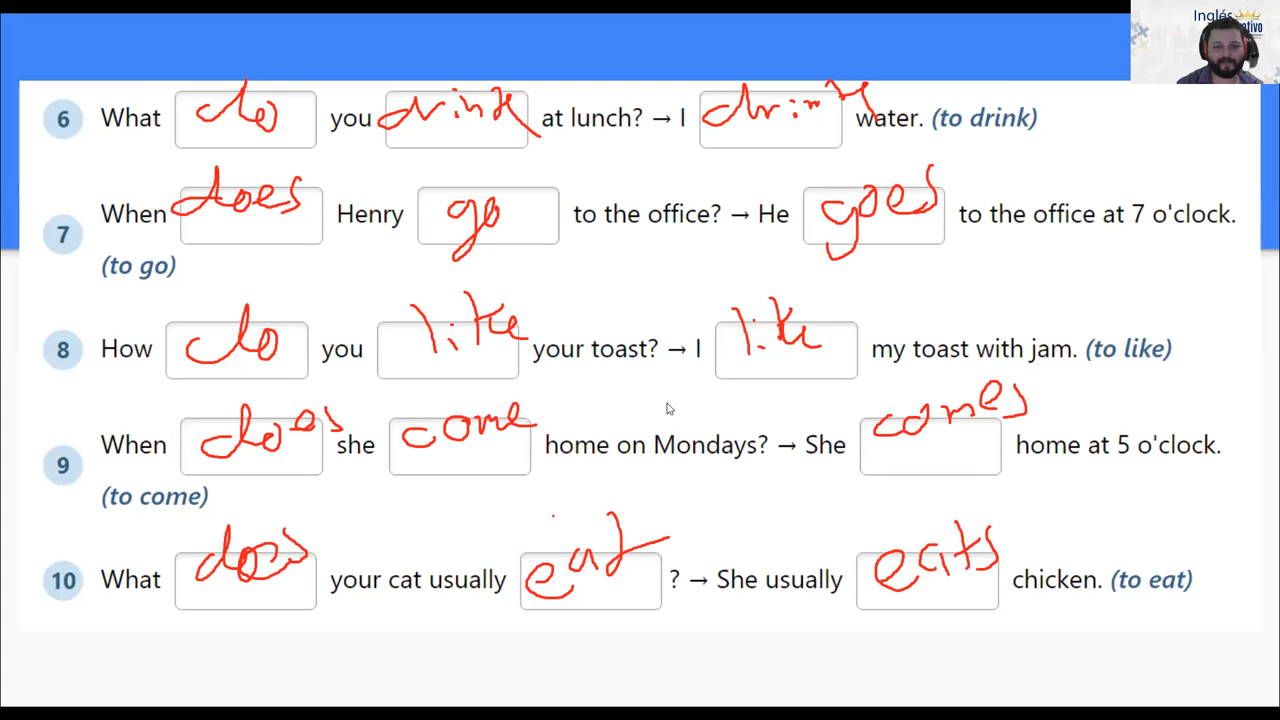 Inglés
6 What do you drink at lunch? → I drink water. (to drink)
7 When does Henry go to the office? → He goes to the office at 7 o'clock.
(to go)
8 How do you like your toast? → I like my toast with jam. (to like)
9 When does she come home on Mondays? → She comes home at 5 o'clock.
(to come)
10 What does your cat usually eat ? → She usually eats chicken. (to eat)